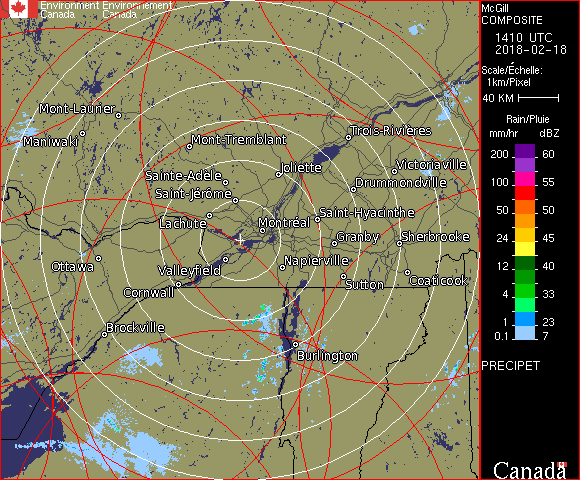 Environment Environnement
Canada Canada
McGill
COMPOSITE
1410 UTC
2018-02-18
Scale/Échelle:
1km/Pixel
40 KM
Rain/Pluie
mm/hr dBZ
200 60
100 55
50 50
24 45
12 40
4 33
1 23
0.1 7
PRECIPET
Canada
Mont-Laurier
Maniwaki
Mont-Tremblant
Trois-Rivières
Joliette
Victoriaville
Sainte-Adèle
Drummondville
Saint-Jérôme
Saint-Hyacinthe
Lachute
Montréal
Granby
Sherbrooke
Ottawa
Valleyfield
Napierville
Coaticook
Cornwall
Sutton
Brockville
Burlington